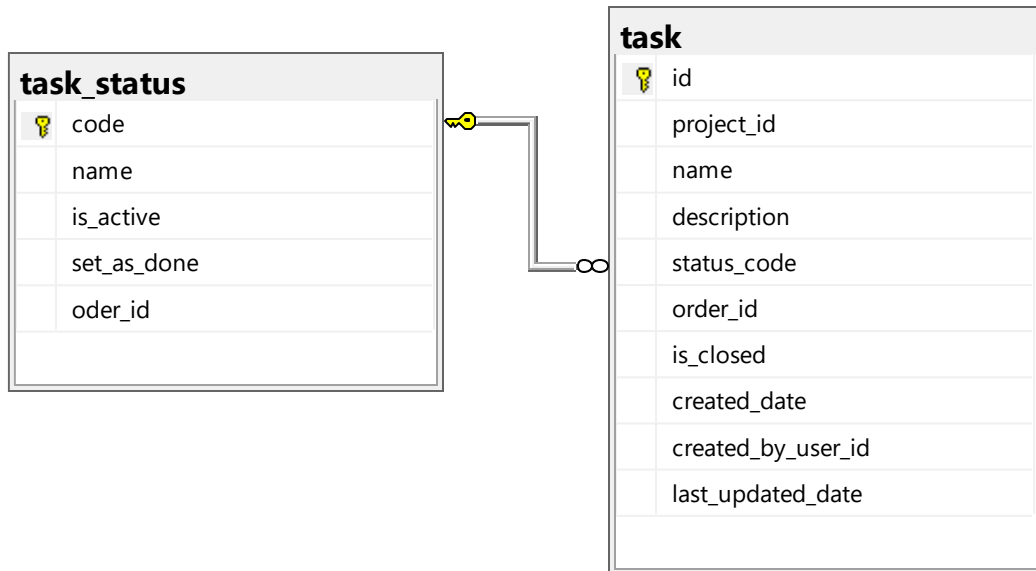 task_status
code
name
is_active
set_as_done
oder_id
task
id
project_id
name
description
status_code
order_id
is_closed
created_date
created_by_user_id
last_updated_date